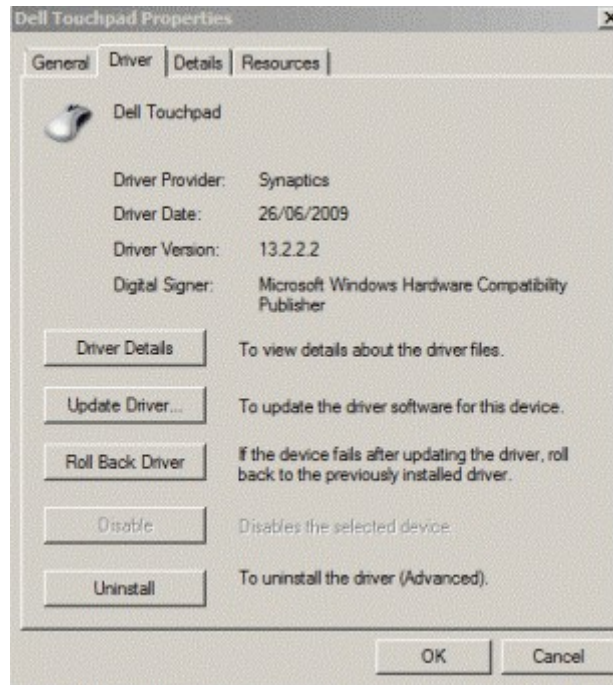 Dell Touchpad Properties
General Driver Details Resources
Dell Touchpad
Driver Provider: Synaptics
Driver Date: 26/06/2009
Driver Version: 13.2.2.2
Digital Signer: Microsoft Windows Hardware Compatibility
Publisher
Driver Details To view details about the driver files.
Update Driver... To update the driver software for this device.
Roll Back Driver If the device fails after updating the driver, roll
back to the previously installed driver.
Disable Disables the selected device.
Uninstall To uninstall the driver (Advanced).
OK Cancel